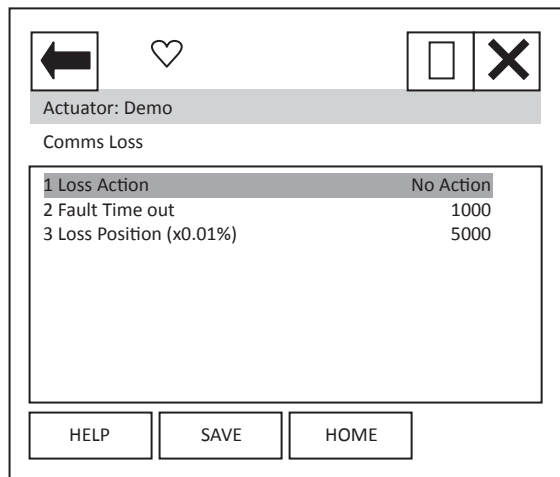 Actuator: Demo
Comms Loss
1 Loss Action No Action
2 Fault Time out 1000
3 Loss Position (x0.01%) 5000
HELP SAVE HOME